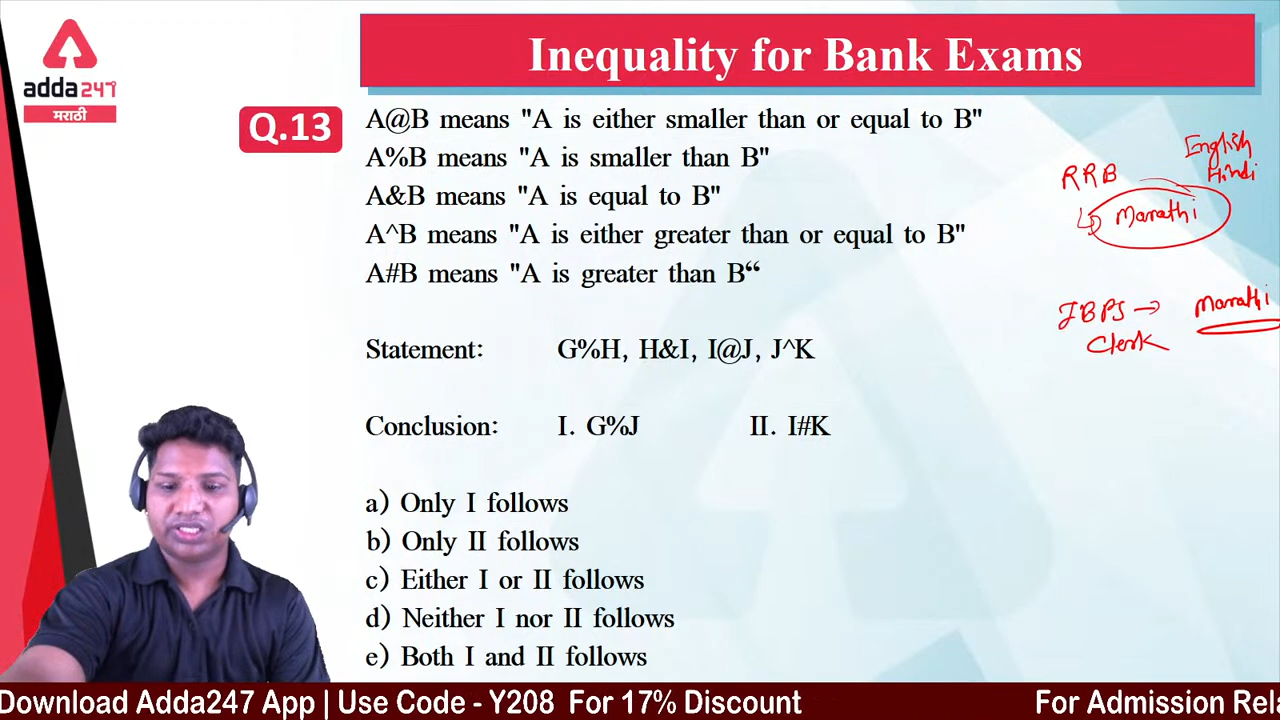 adda247
मराठी
Inequality for Bank Exams
Q.13
A@B means "A is either smaller than or equal to B"
A%B means "A is smaller than B"
A&B means "A is equal to B"
A^B means "A is either greater than or equal to B"
A#B means "A is greater than B“
Statement: G%H, H&I, I@J, J^K
Conclusion: I. G%J II. I#K
a) Only I follows
b) Only II follows
c) Either I or II follows
d) Neither I nor II follows
e) Both I and II follows
English
Hindi
RRB
Marathi
IBPS → Marathi
Clerk
Download Adda247 App | Use Code - Y208 For 17% Discount For Admission Rela